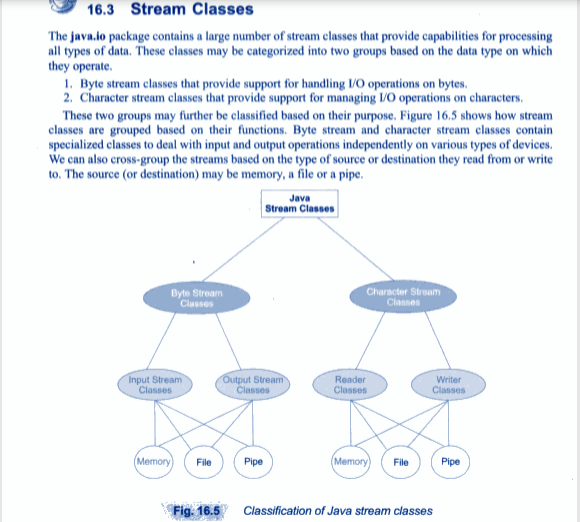 16.3 Stream Classes
The java.io package contains a large number of stream classes that provide capabilities for processing
all types of data. These classes may be categorized into two groups based on the data type on which
they operate.
1. Byte stream classes that provide support for handling I/O operations on bytes.
2. Character stream classes that provide support for managing I/O operations on characters.
These two groups may further be classified based on their purpose. Figure 16.5 shows how stream
classes are grouped based on their functions. Byte stream and character stream classes contain
specialized classes to deal with input and output operations independently on various types of devices.
We can also cross-group the streams based on the type of source or destination they read from or write
to. The source (or destination) may be memory, a file or a pipe.
Java
Stream Classes
Byte Stream
Classes
Character Stream
Classes
Input Stream
Classes
Output Stream
Classes
Reader
Classes
Writer
Classes
Memory
File
Pipe
Memory
File
Pipe
Fig. 16.5 Classification of Java stream classes